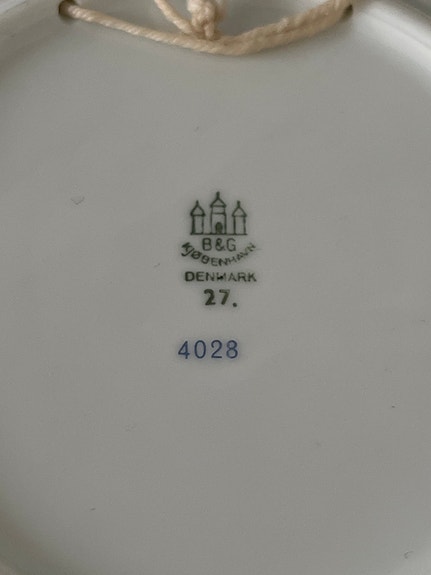 B&G
KJØBENHAVN
DENMARK
27.
4028